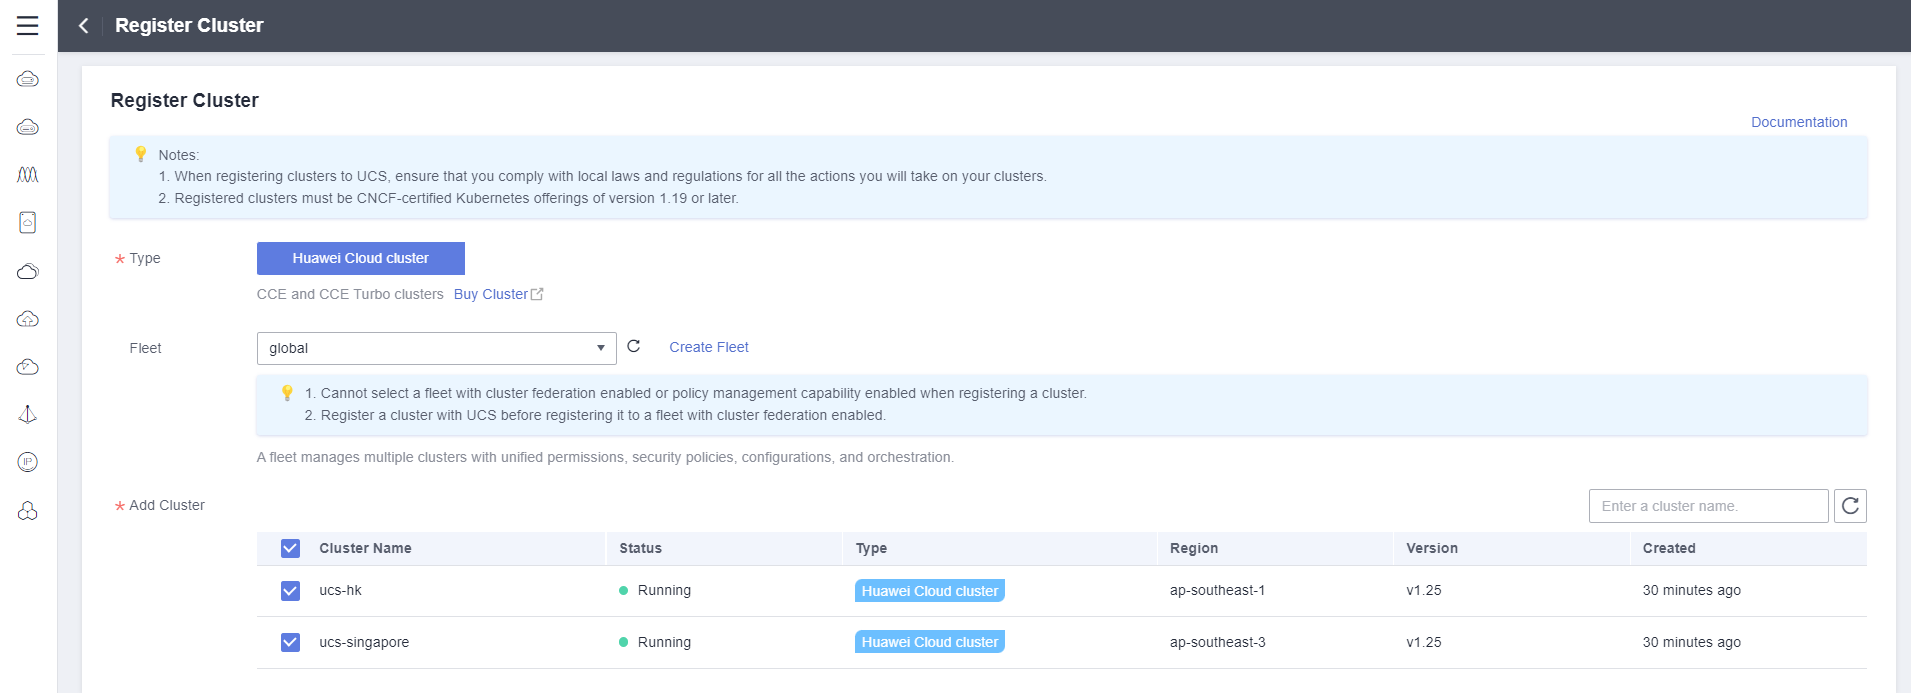 Register Cluster
Register Cluster
Documentation
Notes:
1. When registering clusters to UCS, ensure that you comply with local laws and regulations for all the actions you will take on your clusters.
2. Registered clusters must be CNCF-certified Kubernetes offerings of version 1.19 or later.
* Type
Huawei Cloud cluster
CCE and CCE Turbo clusters Buy Cluster
Fleet
global
Create Fleet
1. Cannot select a fleet with cluster federation enabled or policy management capability enabled when registering a cluster.
2. Register a cluster with UCS before registering it to a fleet with cluster federation enabled.
A fleet manages multiple clusters with unified permissions, security policies, configurations, and orchestration.
* Add Cluster
Enter a cluster name.
Cluster Name Status Type Region Version Created
ucs-hk Running Huawei Cloud cluster ap-southeast-1 v1.25 30 minutes ago
ucs-singapore Running Huawei Cloud cluster ap-southeast-3 v1.25 30 minutes ago
IP